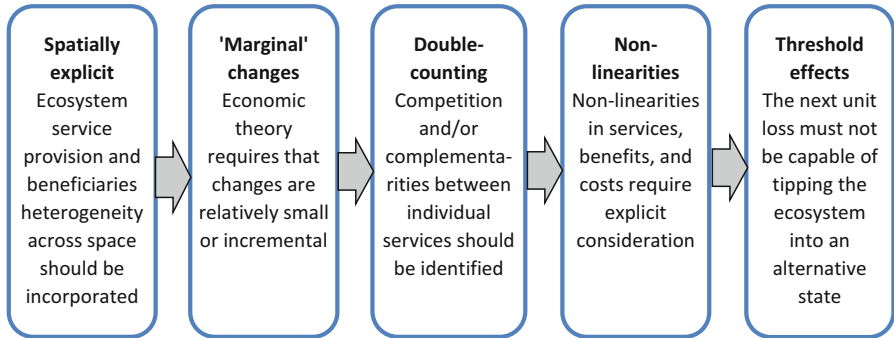 Spatially
explicit
Ecosystem
service
provision and
beneficiaries
heterogeneity
across space
should be
incorporated
'Marginal'
changes
Economic
theory
requires that
changes are
relatively small
or incremental
Double-
counting
Competition
and/or
complementa-
rities between
individual
services should
be identified
Non-
linearities
Non-linearities
in services,
benefits, and
costs require
explicit
consideration
Threshold
effects
The next unit
loss must not
be capable of
tipping the
ecosystem
into an
alternative
state